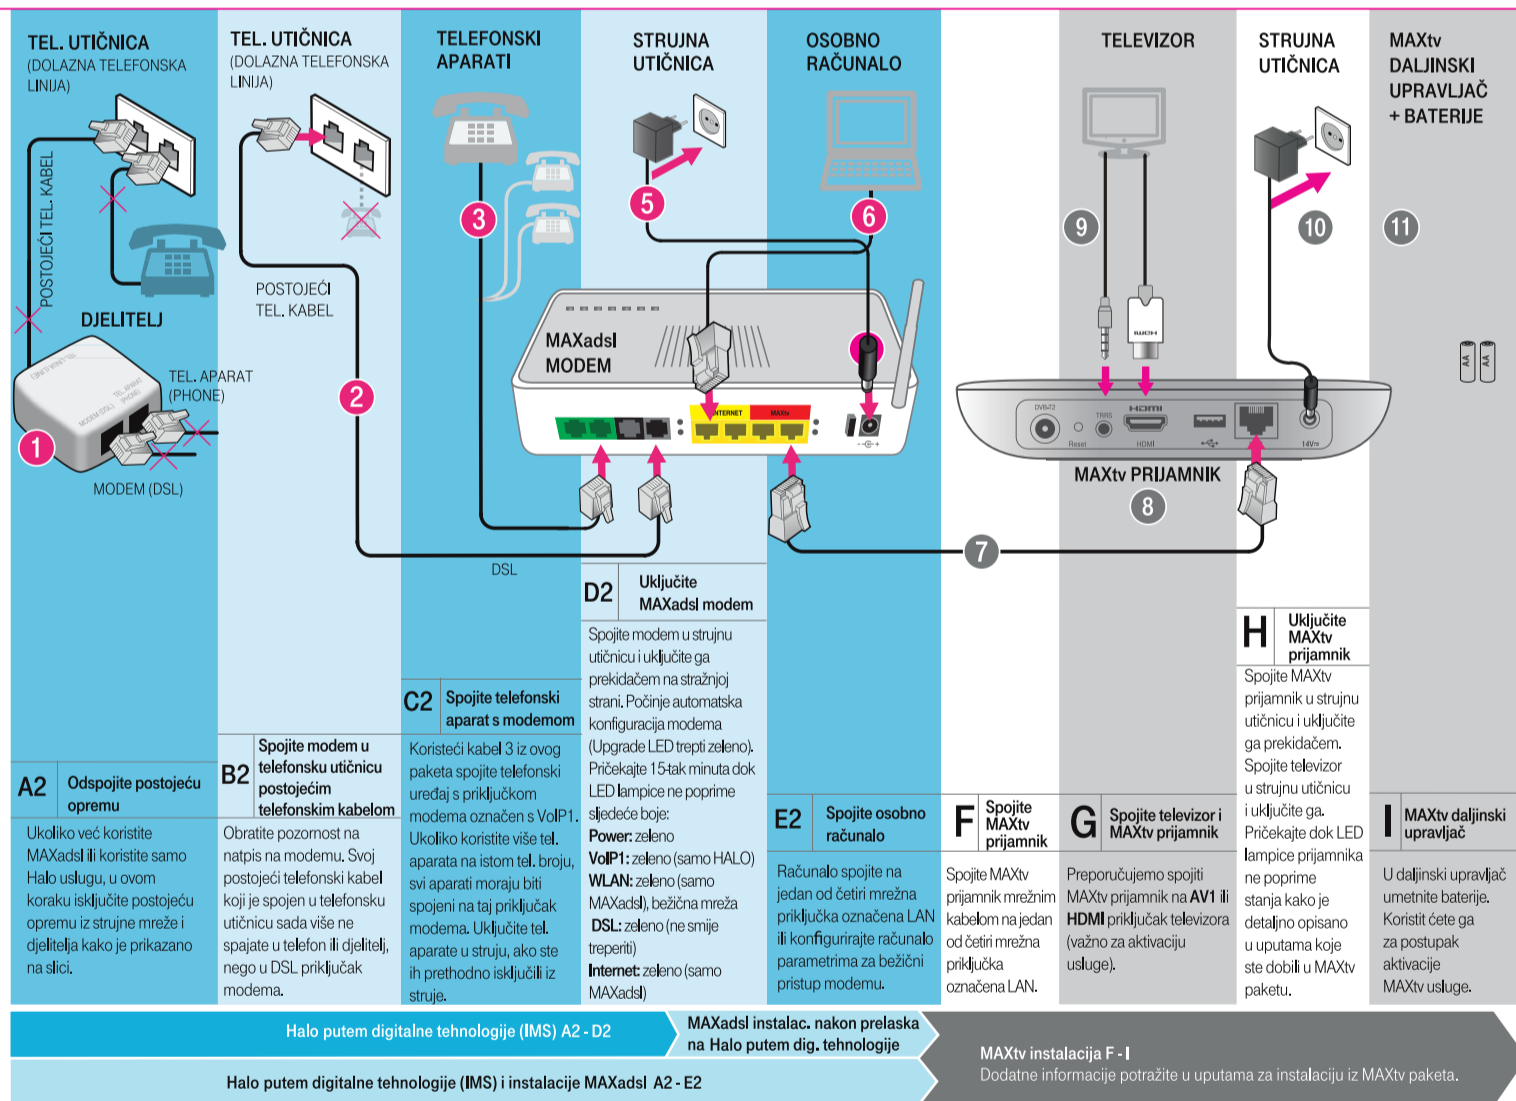 TEL. UTIČNICA
(DOLAZNA TELEFONSKA
LINIJA)
TEL. UTIČNICA
(DOLAZNA TELEFONSKA
LINIJA)
TELEFONSKI
APARATI
STRUJNA
UTIČNICA
OSOBNO
RAČUNALO
TELEVIZOR
STRUJNA
UTIČNICA
MAXtv
DALJINSKI
UPRAVLJAČ
+ BATERIJE
POSTOJEĆI TEL. KABEL
POSTOJEĆI
TEL. KABEL
DJELITELJ
TEL. APARAT
(PHONE)
MODEM (DSL)
TEL. APARAT
(PHONE)
MODEM (DSL)
1
2
3
5
6
9
10
11
MAXadsl
MODEM
INTERNET
MAXtv
- +
HDMI
AA
AA
DVB-T2
Reset
TRRS
HDMI
HDMI
14V
MAXtv PRIJAMNIK
8
7
DSL
A2
Odspojite postojeću
opremu
Ukoliko već koristite
MAXadsl ili koristite samo
Halo uslugu, u ovom
koraku isključite postojeću
opremu iz strujne mreže i
djelitelja kako je prikazano
na slici.
B2
Spojite modem u
telefonsku utičnicu
postojećim
telefonskim kabelom
Obratite pozornost na
natpis na modemu. Svoj
postojeći telefonski kabel
koji je spojen u telefonsku
utičnicu sada više ne
spajate u telefon ili djelitelj,
nego u DSL priključak
modema.
C2
Spojite telefonski
aparat s modemom
Koristeći kabel 3 iz ovog
paketa spojite telefonski
uređaj s priključkom
modema označen s VoIP1.
Ukoliko koristite više tel.
aparata na istom tel. broju,
svi aparati moraju biti
spojeni na taj priključak
modema. Uključite tel.
aparate u struju, ako ste
ih prethodno isključili iz
struje.
D2
Uključite
MAXadsl modem
Spojite modem u strujnu
utičnicu i uključite ga
prekidačem na stražnjoj
strani. Počinje automatska
konfiguracija modema
(Upgrade LED trepti zeleno).
Pričekajte 15-tak minuta dok
LED lampice ne poprime
sljedeće boje:
Power: zeleno
VoIP1: zeleno (samo HALO)
WLAN: zeleno (samo
MAXadsl), bežična mreža
DSL: zeleno (ne smije
treperiti)
Internet: zeleno (samo
MAXadsl)
E2
Spojite osobno
računalo
Računalo spojite na
jedan od četiri mrežna
priključka označena LAN
ili konfigurirajte računalo
parametrima za bežični
pristup modemu.
F
Spojite
MAXtv
prijamnik
Spojite MAXtv
prijamnik mrežnim
kabelom na jedan
od četiri mrežna
priključka
označena LAN.
G
Spojite televizor i
MAXtv prijamnik
Preporučujemo spojiti
MAXtv prijamnik na AV1 ili
HDMI priključak televizora
(važno za aktivaciju
usluge).
H
Uključite
MAXtv
prijamnik
Spojite MAXtv
prijamnik u strujnu
utičnicu i uključite
ga prekidačem.
Spojite televizor
u strujnu utičnicu
i uključite ga.
Pričekajte dok LED
lampice prijamnika
ne poprime
stanja kako je
detaljno opisano
u uputama koje
ste dobili u MAXtv
paketu.
I
MAXtv daljinski
upravljač
U daljinski upravljač
umetnite baterije.
Koristit ćete ga
za postupak
aktivacije
MAXtv usluge.
Halo putem digitalne tehnologije (IMS) A2 - D2
MAXadsl instalac. nakon prelaska
na Halo putem dig. tehnologije
Halo putem digitalne tehnologije (IMS) i instalacije MAXadsl A2 - E2
MAXtv instalacija F - I
Dodatne informacije potražite u uputama za instalaciju iz MAXtv paketa.